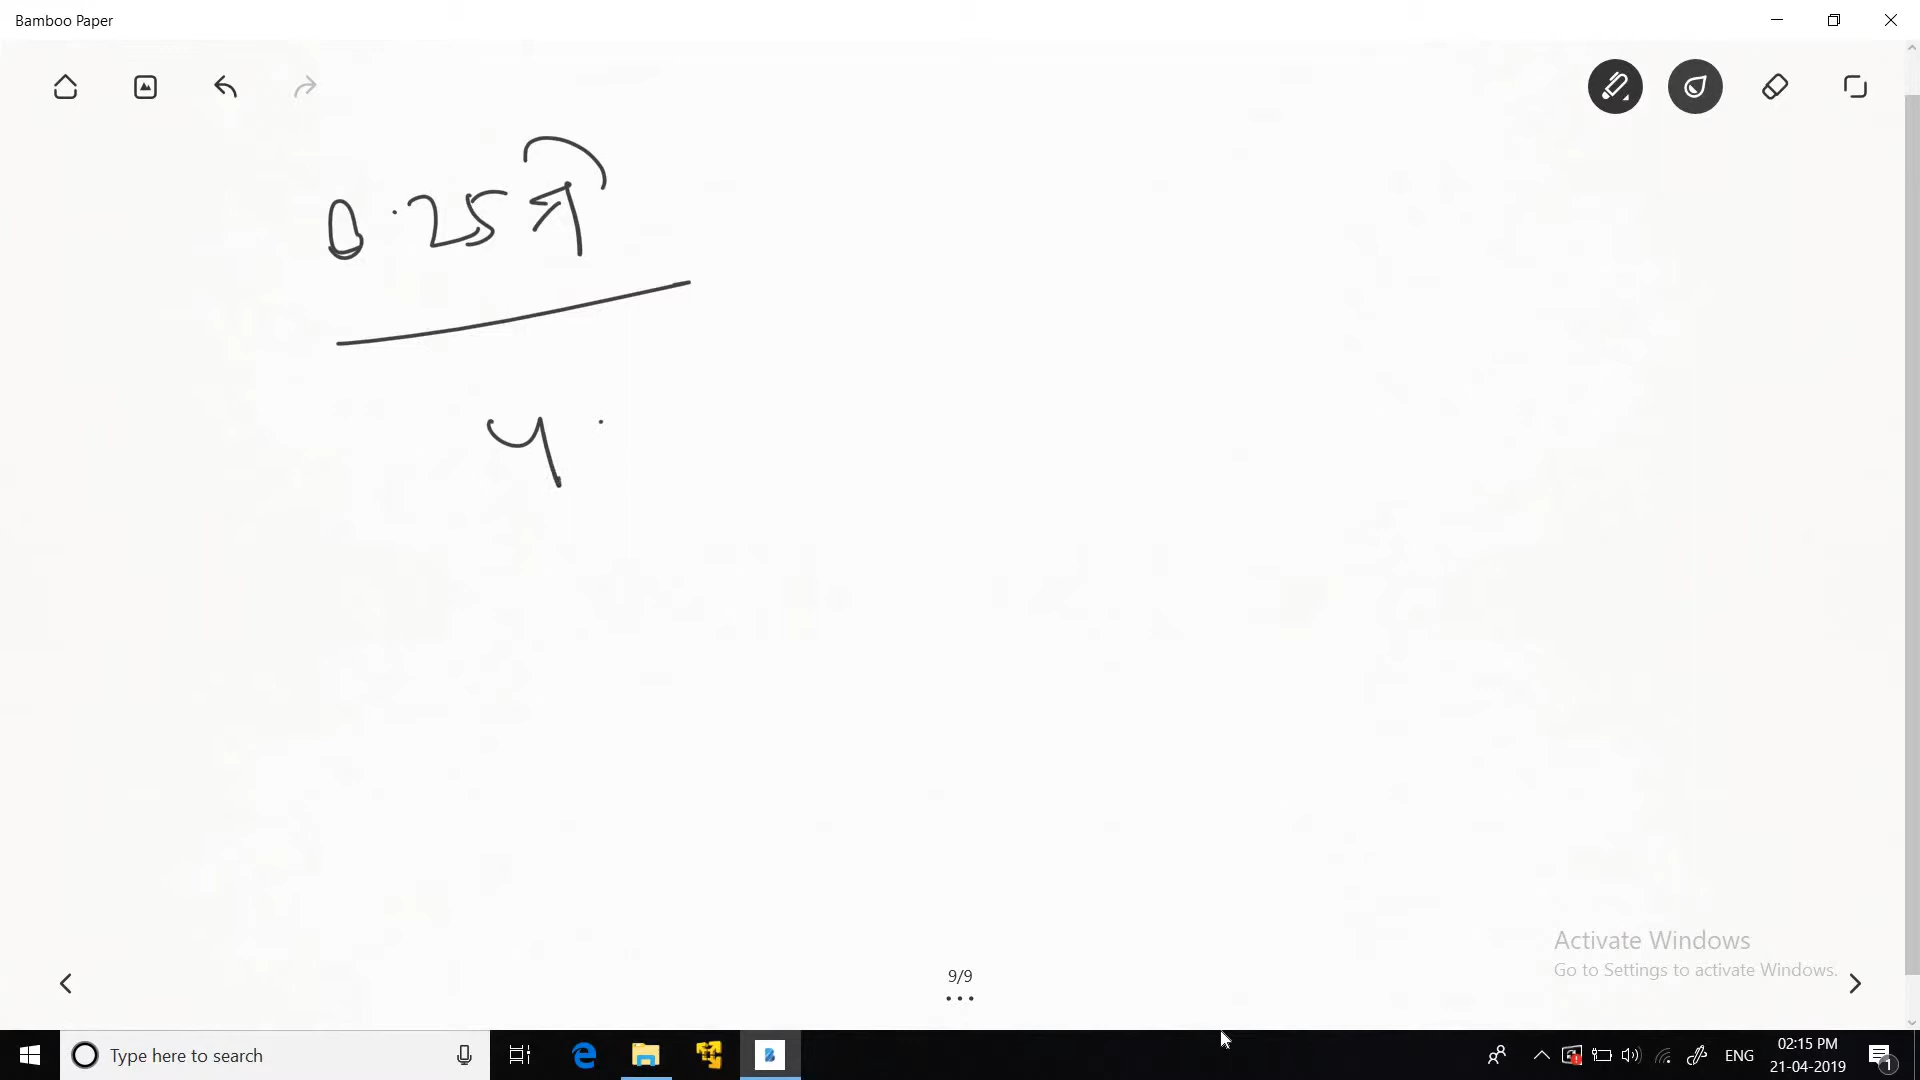 Bamboo Paper
0.25
4.
9/9
Activate Windows
Go to Settings to activate Windows.
Type here to search
ENG
02:15 PM
21-04-2019
1